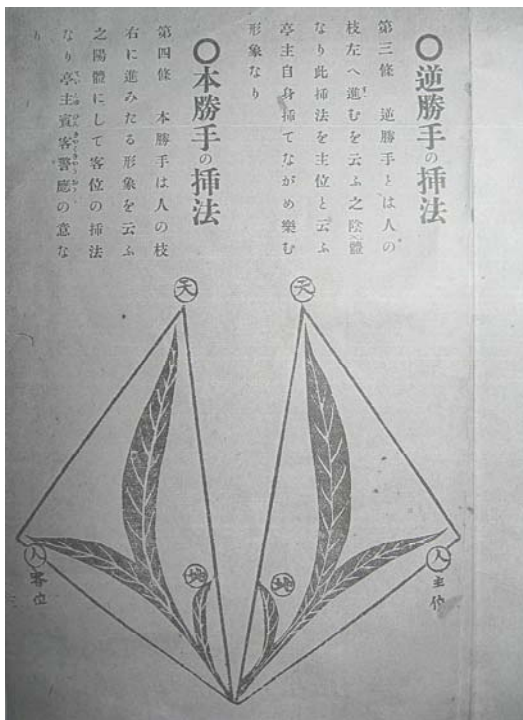 〇逆勝手の挿法
第三條　逆勝手とは人の
枝左へ進むを云ふ之陰體
なり此挿法を主位と云ふ
亭主自身挿てながめ樂む
形象なり
〇本勝手の挿法
第四條　本勝手は人の枝
右に進みたる形象を云ふ
之陽體にして客位の挿法
なり亭主賓客警應の意な
り
天
天
人 主位
人 客位
地
地
三